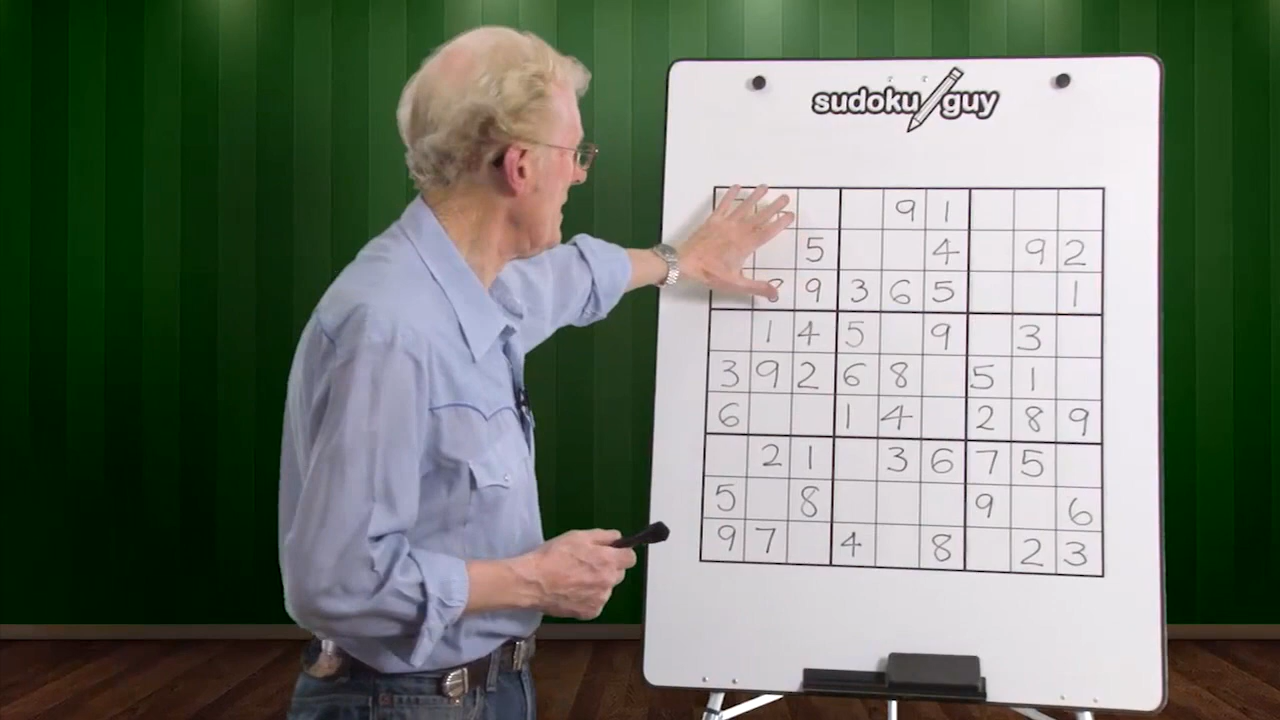 sudoku guy
9 1
5 4 9 2
8 9 3 6 5 1
1 4 5 9 3
3 9 2 6 8 5 1
6 1 4 2 8 9
2 1 3 6 7 5
5 8 9 6
9 7 4 8 2 3